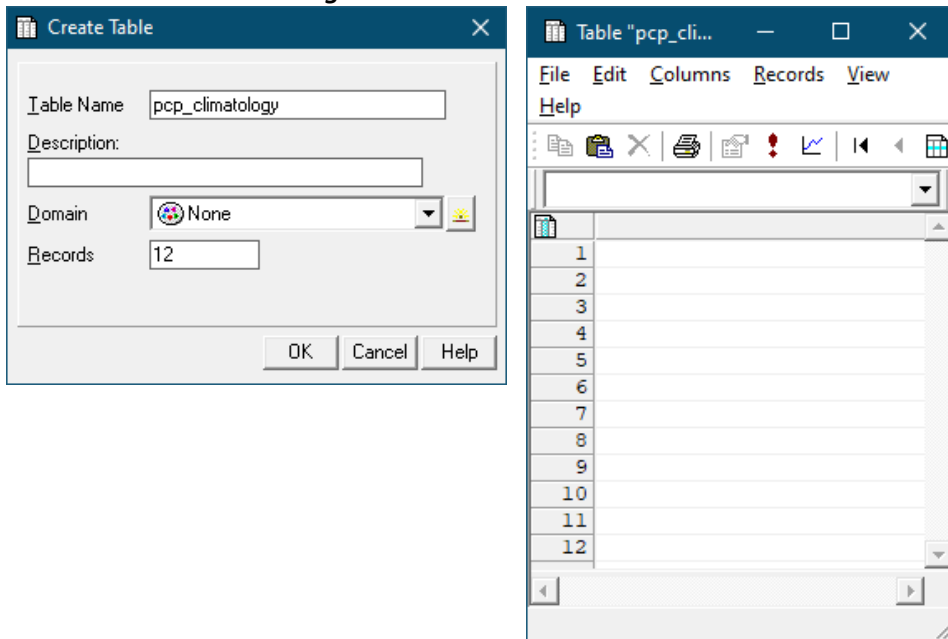 Create Table
Table Name pcp_climatology
Description:
Domain None
Records 12
OK Cancel Help
Table "pcp_cli...
File Edit Columns Records View
Help
1
2
3
4
5
6
7
8
9
10
11
12